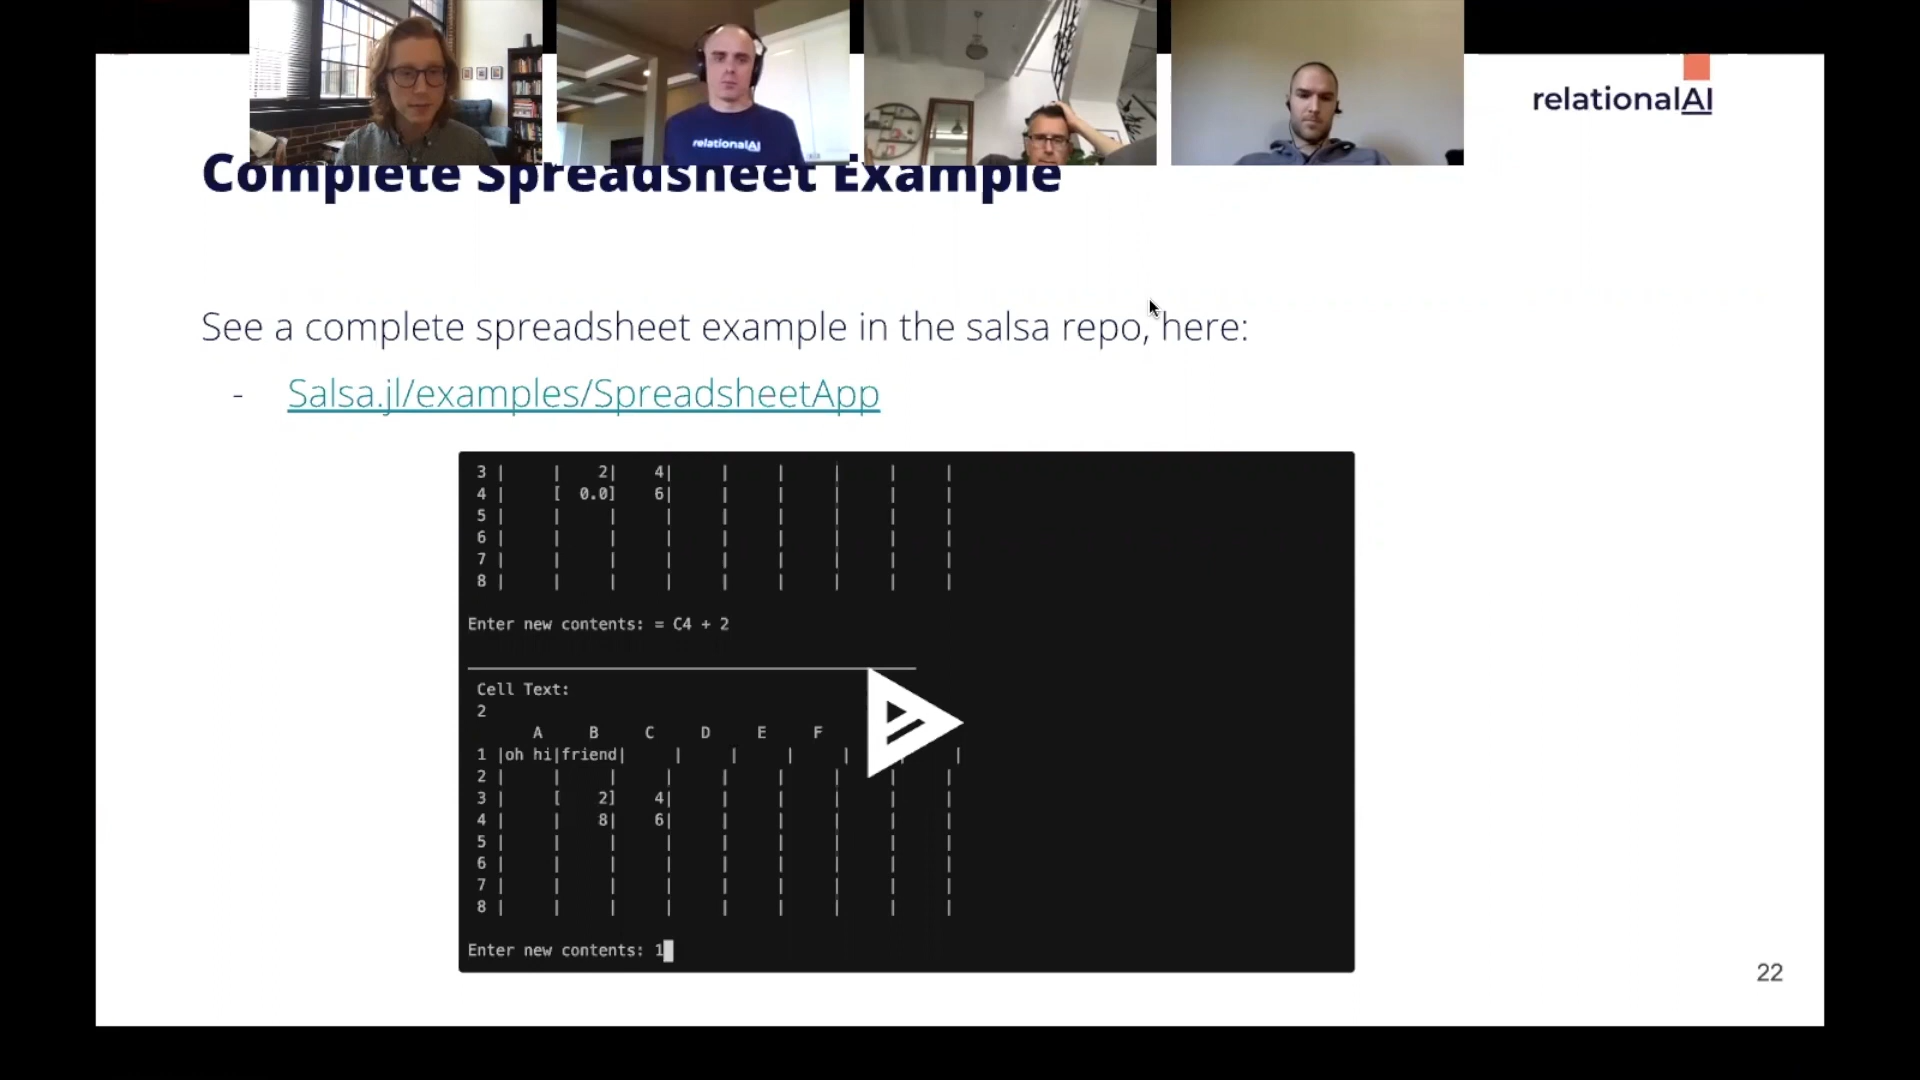 relationalAI
relationalAI
Complete Spreadsheet Example
See a complete spreadsheet example in the salsa repo, here:
- Salsa.jl/examples/SpreadsheetApp
3 | | 2| 4| | | | | |
4 | [ 0.0] 6| | | | | |
5 | | | | | | | | |
6 | | | | | | | | |
7 | | | | | | | | |
8 | | | | | | | | |
Enter new contents: = C4 + 2
Cell Text:
2
A B C D E F
1 |oh hi|friend| | | | | |
2 | | | | | | | | |
3 | [ 2] 4| | | | | |
4 | | 8| 6| | | | | |
5 | | | | | | | | |
6 | | | | | | | | |
7 | | | | | | | | |
8 | | | | | | | | |
Enter new contents: 1
22